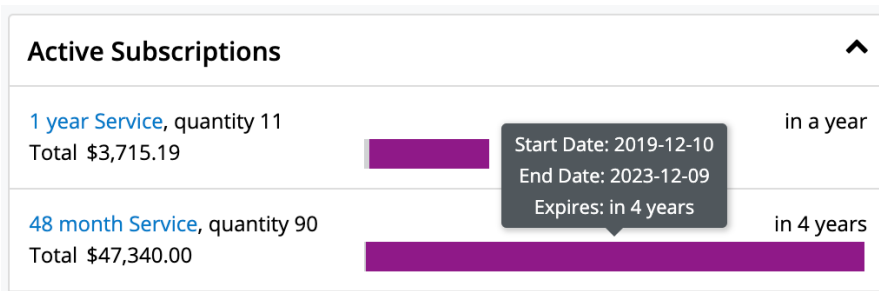 Active Subscriptions
1 year Service, quantity 11
in a year
Total $3,715.19
Start Date: 2019-12-10
End Date: 2023-12-09
Expires: in 4 years
48 month Service, quantity 90
in 4 years
Total $47,340.00